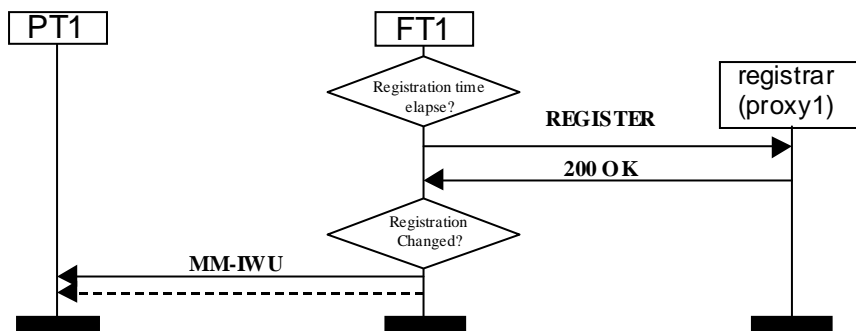 PT1
FT1
registrar
(proxy1)
Registration time
elapse?
REGISTER
200 OK
Registration
Changed?
MM-IWU